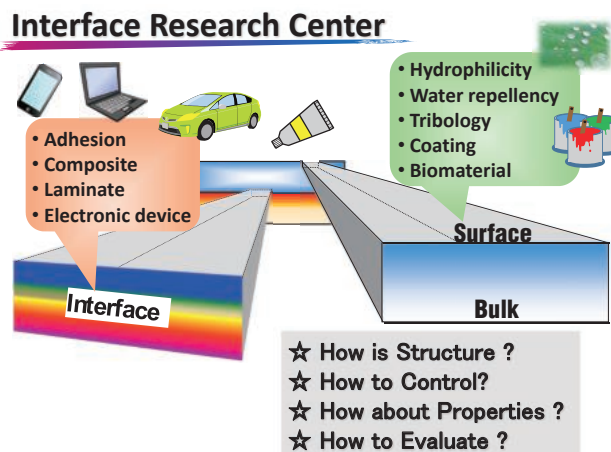 Interface Research Center
• Hydrophilicity
• Water repellency
• Tribology
• Coating
• Biomaterial
• Adhesion
• Composite
• Laminate
• Electronic device
Surface
Interface
Bulk
☆ How is Structure ?
☆ How to Control?
☆ How about Properties ?
☆ How to Evaluate ?